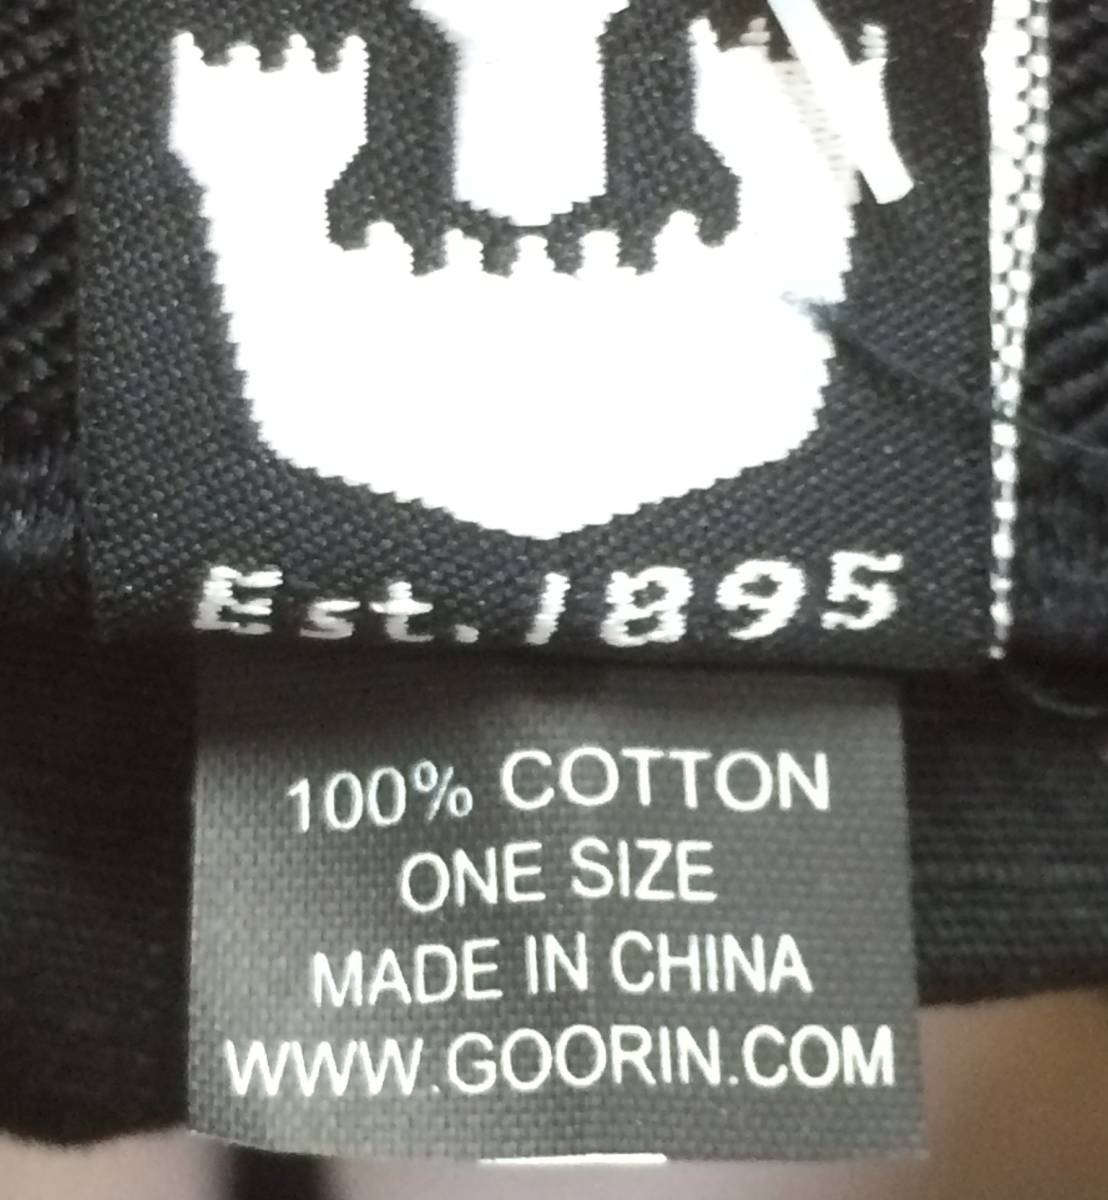 Est. 1895
100% COTTON
ONE SIZE
MADE IN CHINA
WWW.GOORIN.COM